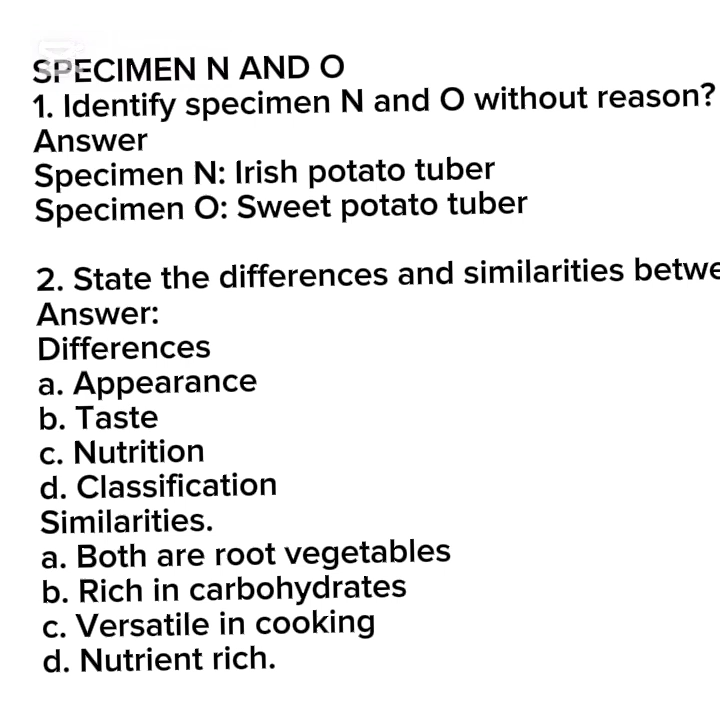 SPECIMEN N AND O
1. Identify specimen N and O without reason?
Answer
Specimen N: Irish potato tuber
Specimen O: Sweet potato tuber
2. State the differences and similarities betwe
Answer:
Differences
a. Appearance
b. Taste
c. Nutrition
d. Classification
Similarities.
a. Both are root vegetables
b. Rich in carbohydrates
c. Versatile in cooking
d. Nutrient rich.